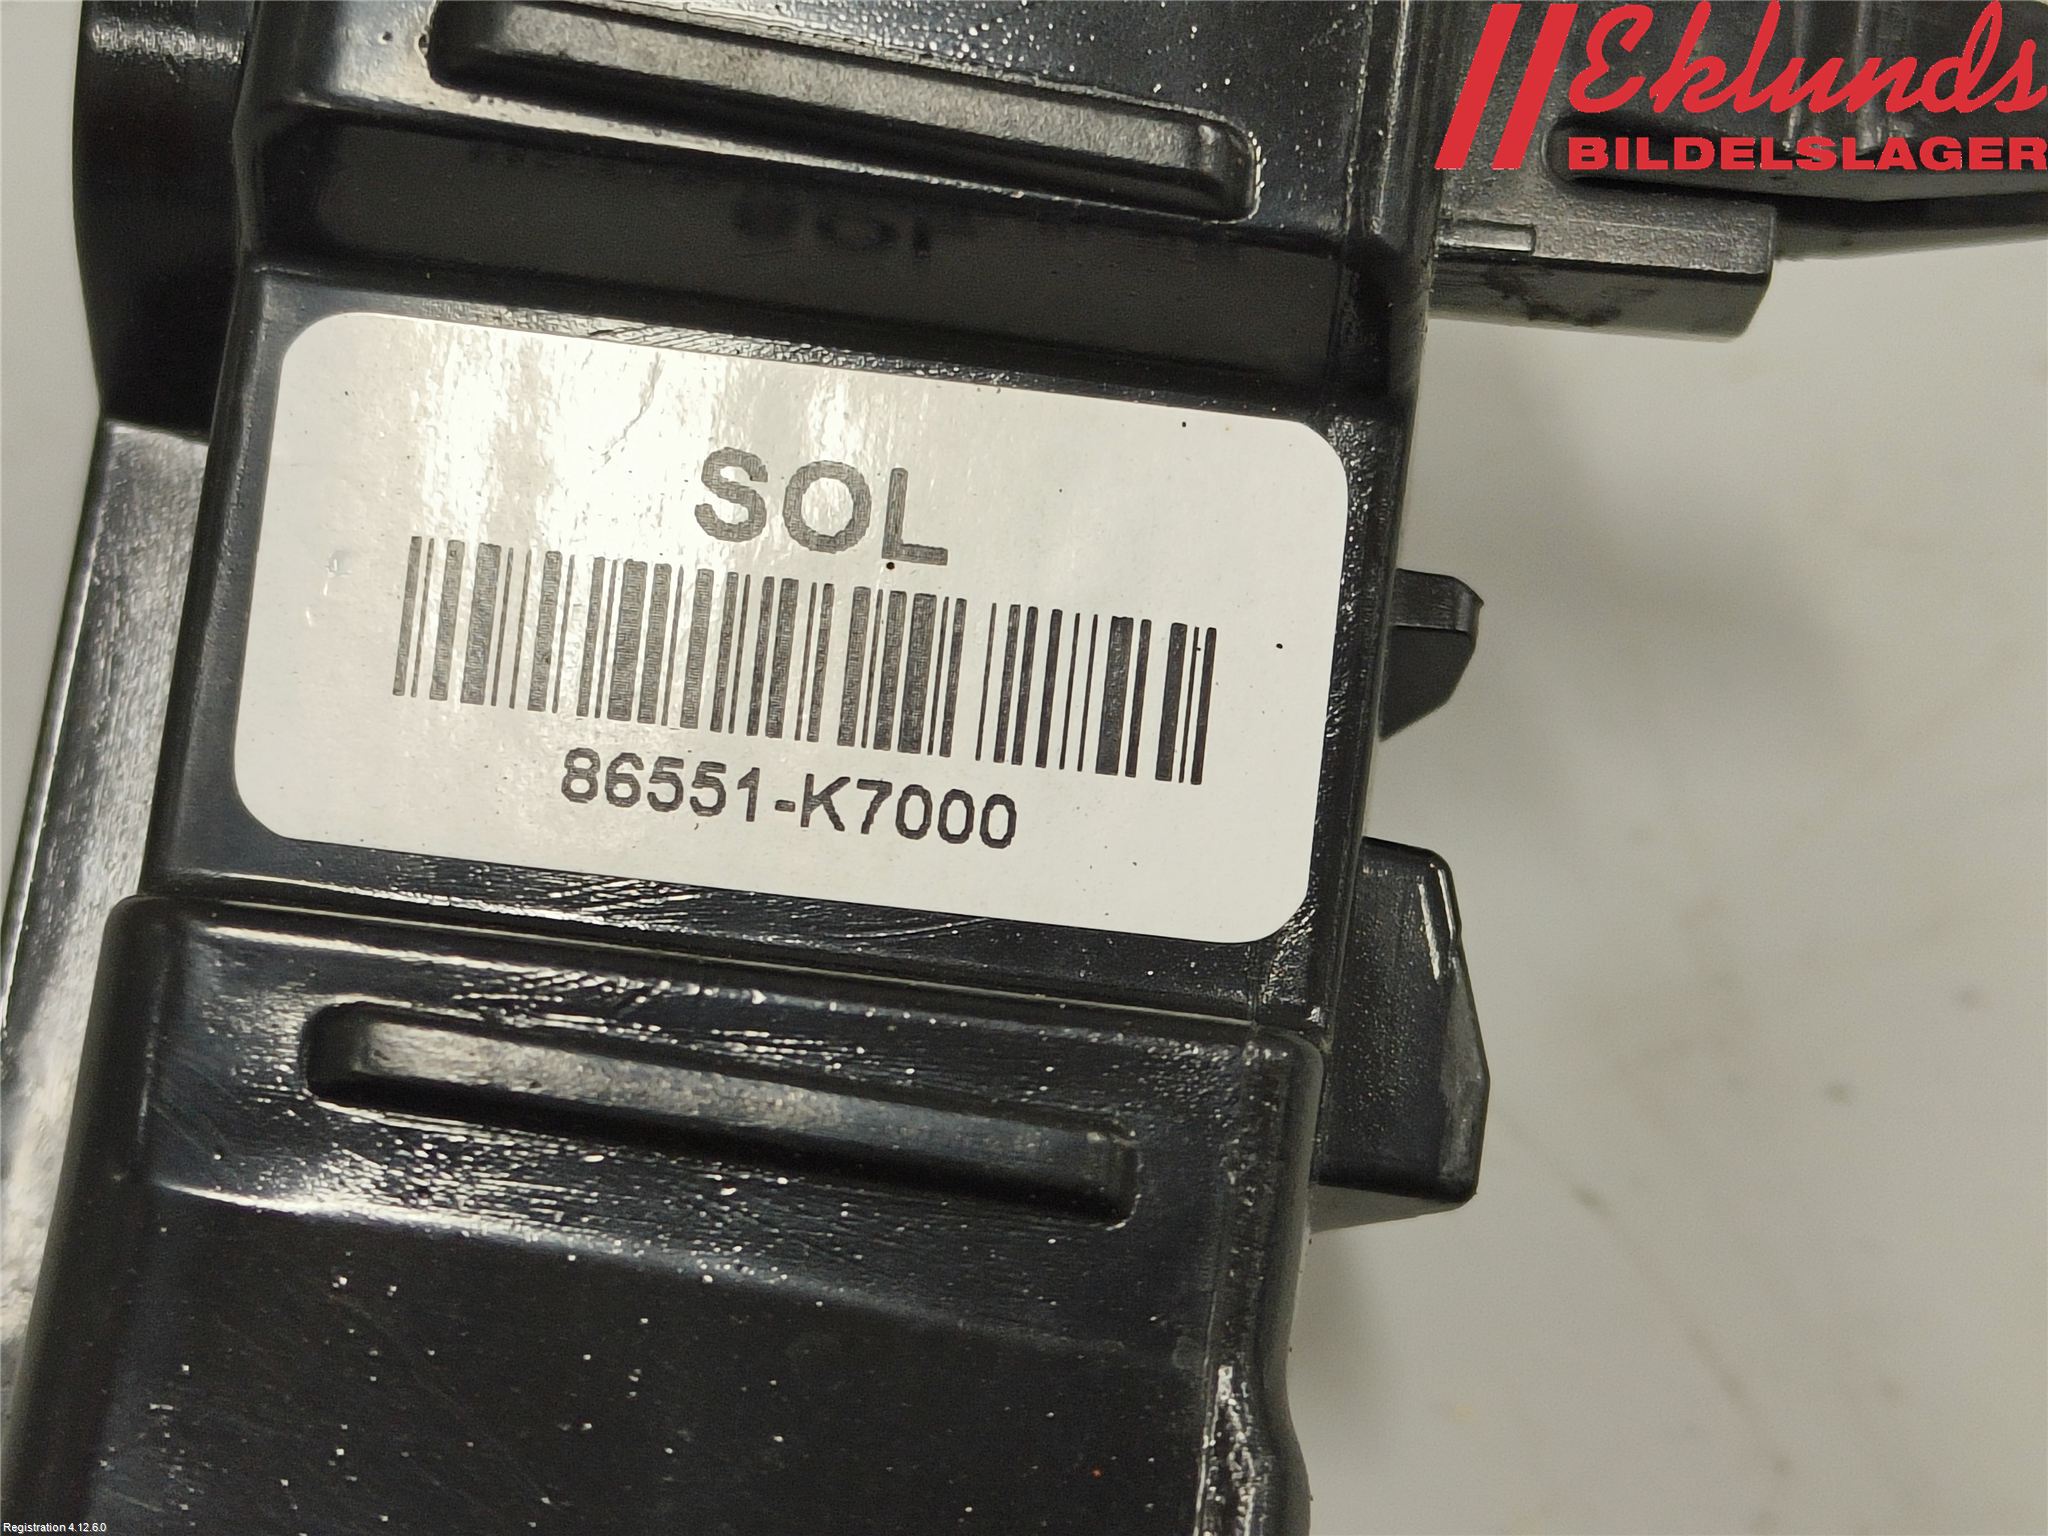 Eklunds
BILDELSLAGER
SOL
86551-K7000
Registration 4.12.6.0